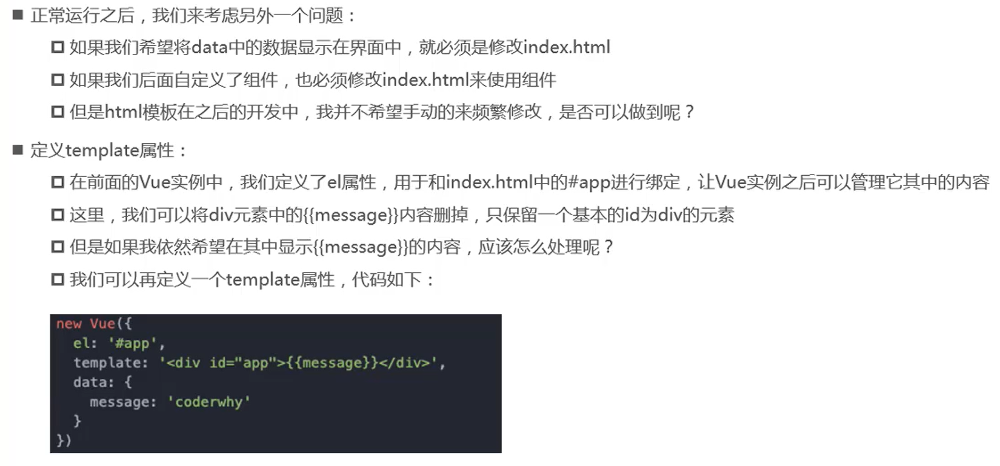 正常运行之后，我们来考虑另外一个问题：
如果我们希望将data中的数据显示在界面中，就必须是修改index.html
如果我们后面自定义了组件，也必须修改index.html来使用组件
但是html模板在之后的开发中，我并不希望手动的来频繁修改，是否可以做到呢？
定义template属性：
在前面的Vue实例中，我们定义了el属性，用于和index.html中的#app进行绑定，让Vue实例之后可以管理它其中的内容
这里，我们可以将div元素中的{{message}}内容删掉，只保留一个基本的id为div的元素
但是如果我依然希望在其中显示{{message}}的内容，应该怎么处理呢？
我们可以再定义一个template属性，代码如下：
new Vue({
el: '#app',
template: '<div id="app">{{message}}</div>',
data: {
message: 'coderwhy'
}
})